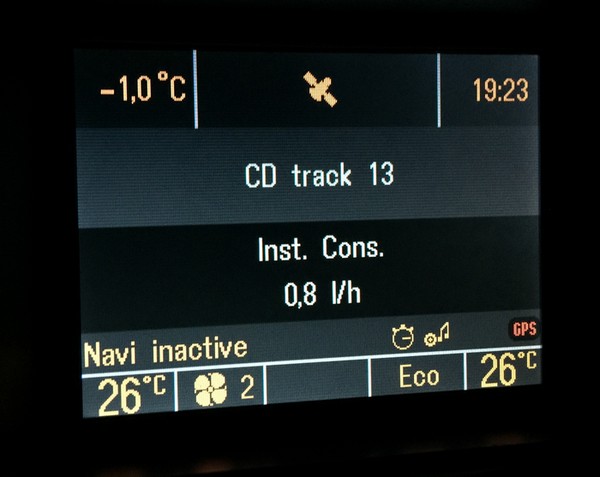 -1,0°C 19:23
CD track 13
Inst. Cons.
0,8 l/h
GPS
Navi inactive
26°C 2 Eco 26°C